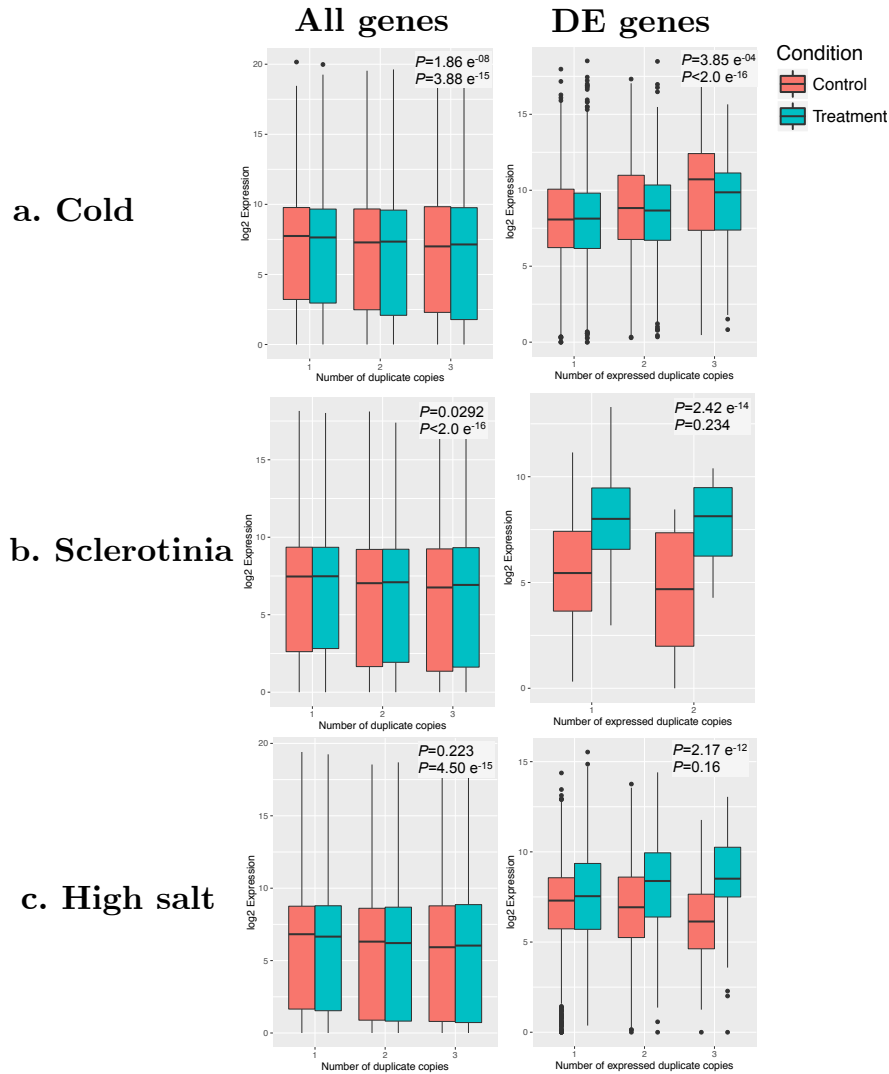 All genes
DE genes
Condition
Control
Treatment
a. Cold
P=1.86 e-08
P=3.88 e-15
log2 Expression
20
15
10
5
0
1 2 3
Number of duplicate copies
P=3.85 e-04
P<2.0 e-16
log2 Expression
15
10
5
0
1 2 3
Number of expressed duplicate copies
b. Sclerotinia
P=0.0292
P<2.0 e-16
log2 Expression
15
10
5
0
1 2 3
Number of duplicate copies
P=2.42 e-14
P=0.234
log2 Expression
10
5
0
1 2
Number of expressed duplicate copies
c. High salt
P=0.223
P=4.50 e-15
log2 Expression
20
15
10
5
0
1 2 3
Number of duplicate copies
P=2.17 e-12
P=0.16
log2 Expression
15
10
5
0
1 2 3
Number of expressed duplicate copies